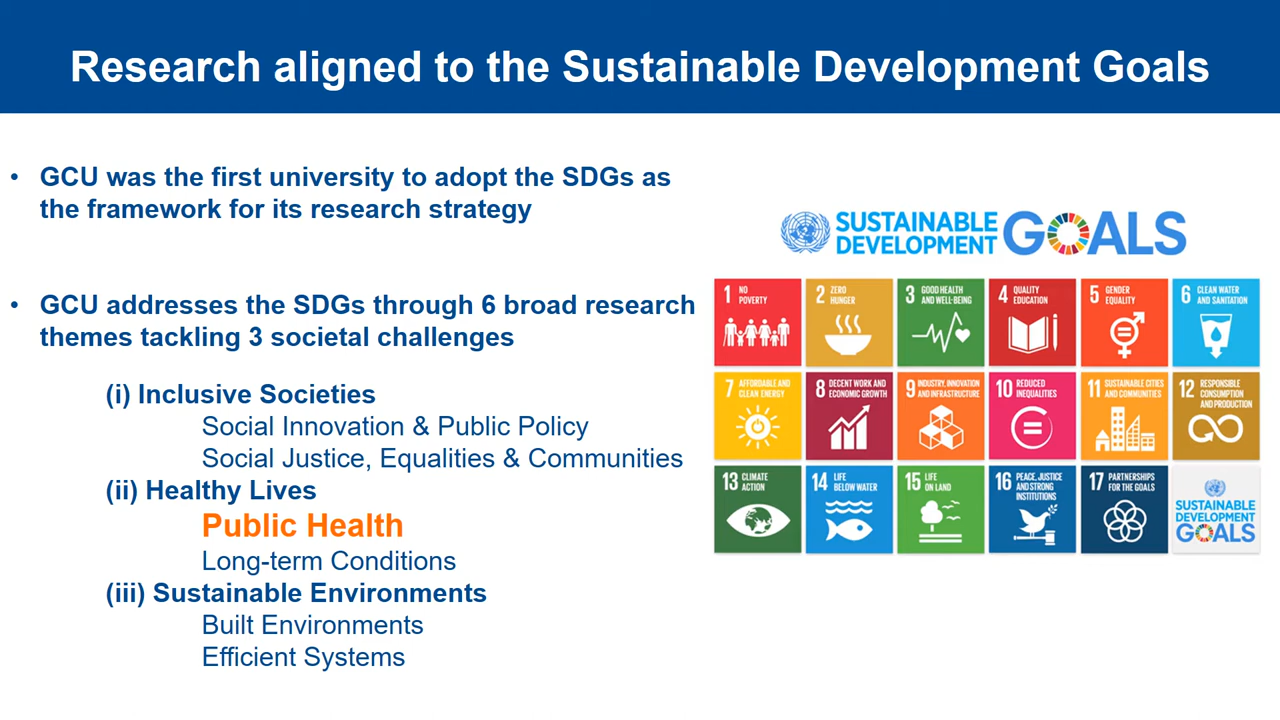 Research aligned to the Sustainable Development Goals
• GCU was the first university to adopt the SDGs as
the framework for its research strategy
• GCU addresses the SDGs through 6 broad research
themes tackling 3 societal challenges
(i) Inclusive Societies
Social Innovation & Public Policy
Social Justice, Equalities & Communities
(ii) Healthy Lives
Public Health
Long-term Conditions
(iii) Sustainable Environments
Built Environments
Efficient Systems
SUSTAINABLE
DEVELOPMENT
GOALS
1 NO
POVERTY
2 ZERO
HUNGER
3 GOOD HEALTH
AND WELL-BEING
4 QUALITY
EDUCATION
5 GENDER
EQUALITY
6 CLEAN WATER
AND SANITATION
7 AFFORDABLE AND
CLEAN ENERGY
8 DECENT WORK AND
ECONOMIC GROWTH
9 INDUSTRY, INNOVATION
AND INFRASTRUCTURE
10 REDUCED
INEQUALITIES
11 SUSTAINABLE CITIES
AND COMMUNITIES
12 RESPONSIBLE
CONSUMPTION
AND PRODUCTION
13 CLIMATE
ACTION
14 LIFE
BELOW WATER
15 LIFE
ON LAND
16 PEACE, JUSTICE
AND STRONG
INSTITUTIONS
17 PARTNERSHIPS
FOR THE GOALS
SUSTAINABLE
DEVELOPMENT
GOALS